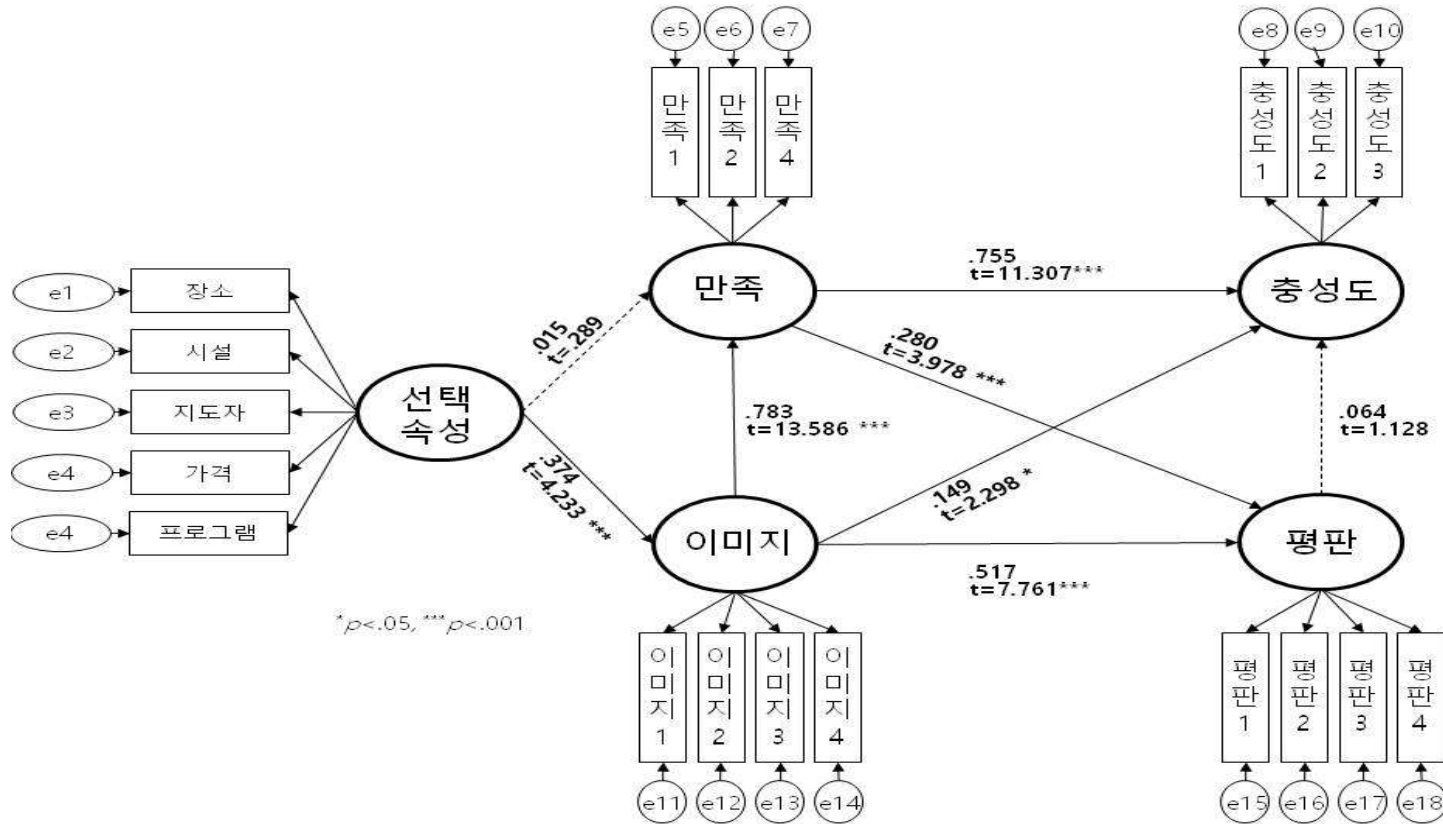 e5
e6
e7
e8
e9
e10
만족1
만족2
만족4
충성도1
충성도2
충성도3
e1
장소
e2
시설
e3
지도자
e4
가격
e4
프로그램
선택
속성
만족
충성도
이미지
평판
.015
t=.289
.374
t=4.233 ***
.755
t=11.307***
.280
t=3.978 ***
.783
t=13.586 ***
.149
t=2.298 *
.064
t=1.128
.517
t=7.761***
*p<.05, ***p<.001
이미지1
이미지2
이미지3
이미지4
평판1
평판2
평판3
평판4
e11
e12
e13
e14
e15
e16
e17
e18